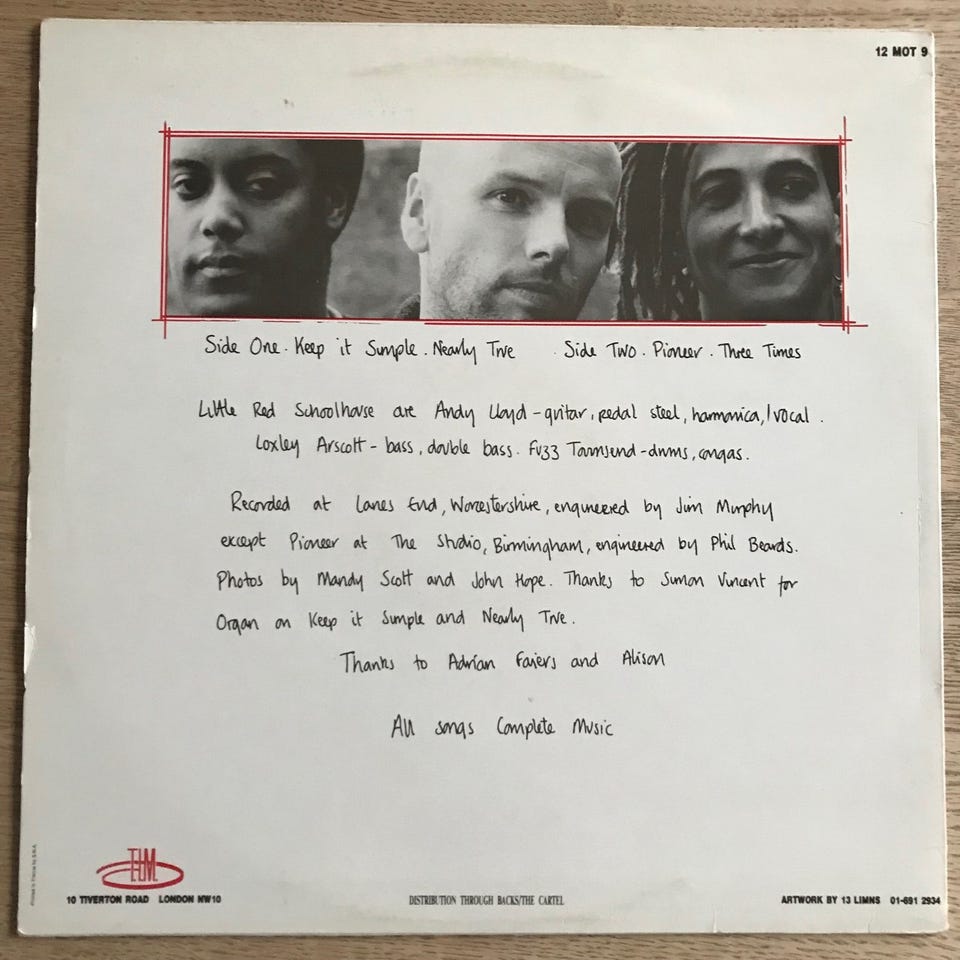 12 MOT 9
Side One . Keep it Simple . Nearly True . Side Two . Pioneer . Three Times
Little Red Schoolhouse are Andy Lloyd - guitar, pedal steel, harmonica, / vocal .
Loxley Arscott - bass, double bass. Fuzz Townsend - drums, congas.
Recorded at Lanes End, Worcestershire, engineered by Jim Murphy
except Pioneer at The Studio, Birmingham, engineered by Phil Beards.
Photos by Mandy Scott and John Hope. Thanks to Simon Vincent for
Organ on Keep it Simple and Nearly True.
Thanks to Adrian Faiers and Alison
All songs Complete Music
T.I.M.
10 TIVERTON ROAD LONDON NW10
DISTRIBUTION THROUGH BACKS/THE CARTEL
ARTWORK BY 13 LIMNS 01-691 2934